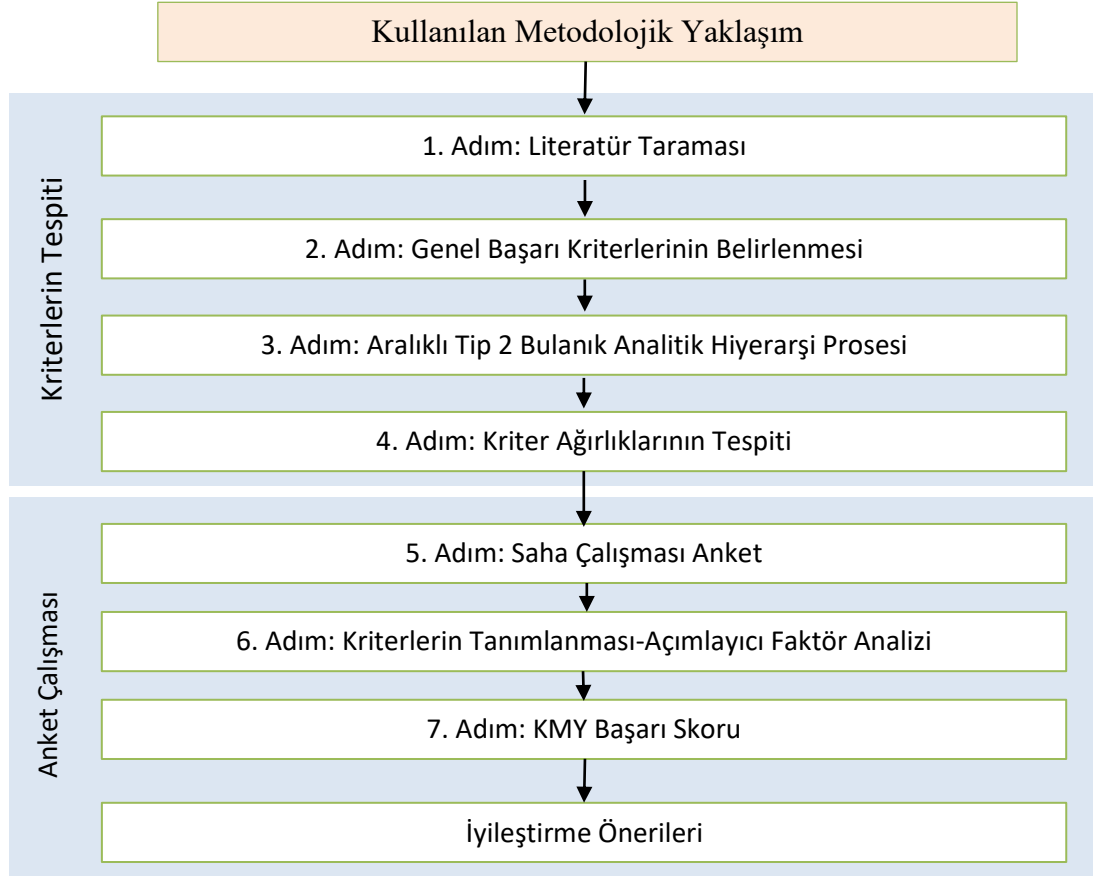 Kullanılan Metodolojik Yaklaşım
Kriterlerin Tespiti
1. Adım: Literatür Taraması
2. Adım: Genel Başarı Kriterlerinin Belirlenmesi
3. Adım: Aralıklı Tip 2 Bulanık Analitik Hiyerarşi Prosesi
4. Adım: Kriter Ağırlıklarının Tespiti
Anket Çalışması
5. Adım: Saha Çalışması Anket
6. Adım: Kriterlerin Tanımlanması-Açımlayıcı Faktör Analizi
7. Adım: KMY Başarı Skoru
İyileştirme Önerileri